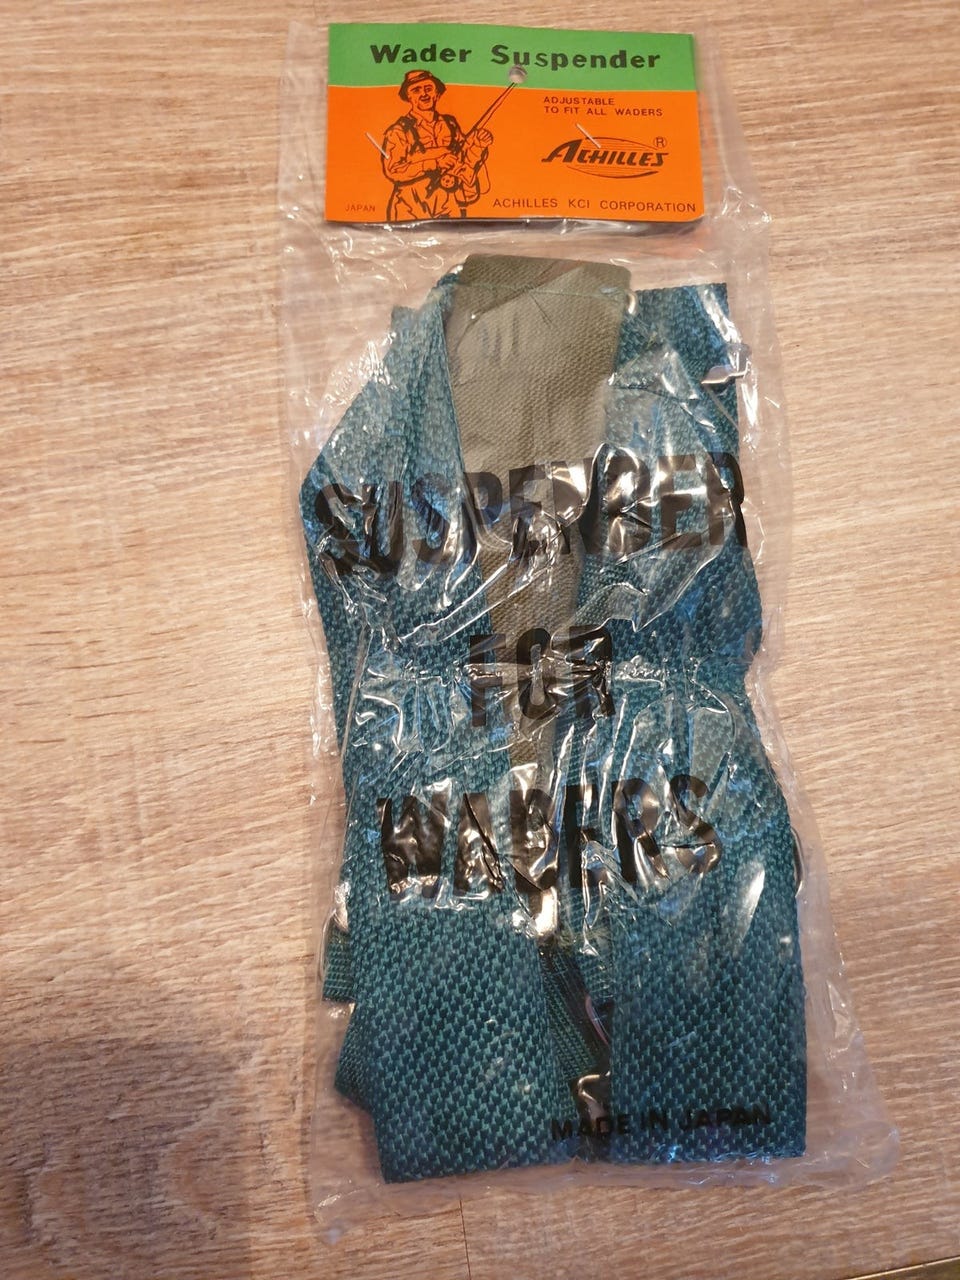 Wader Suspender
ADJUSTABLE
TO FIT ALL WADERS
ACHILLES ®
JAPAN
ACHILLES KCI CORPORATION
SUSPENDER
FOR
WADERS
MADE IN JAPAN